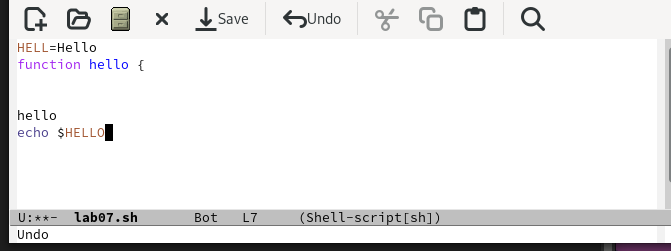 Save Undo
HELL=Hello
function hello {
hello
echo $HELLO
U:**- lab07.sh Bot L7 (Shell-script[sh])
Undo